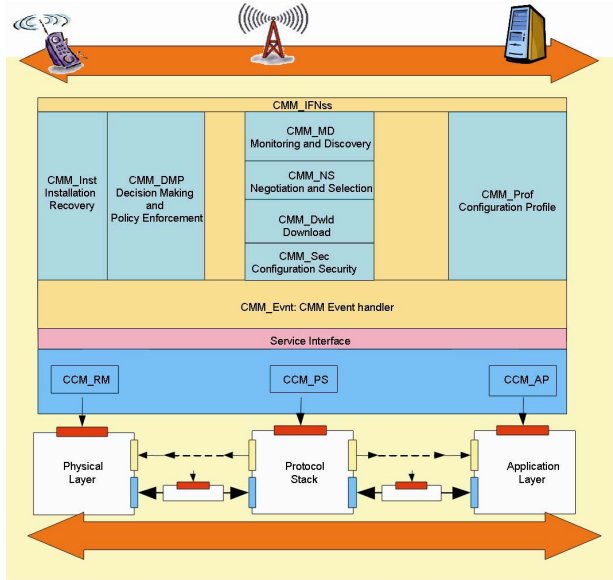 CMM_IFNss
CMM_Inst
Installation
Recovery
CMM_DMP
Decision Making
and
Policy Enforcement
CMM_MD
Monitoring and Discovery
CMM_NS
Negotiation and Selection
CMM_Dwld
Download
CMM_Sec
Configuration Security
CMM_Prof
Configuration Profile
CMM_Evnt: CMM Event handler
Service Interface
CCM_RM
CCM_PS
CCM_AP
Physical
Layer
Protocol
Stack
Application
Layer